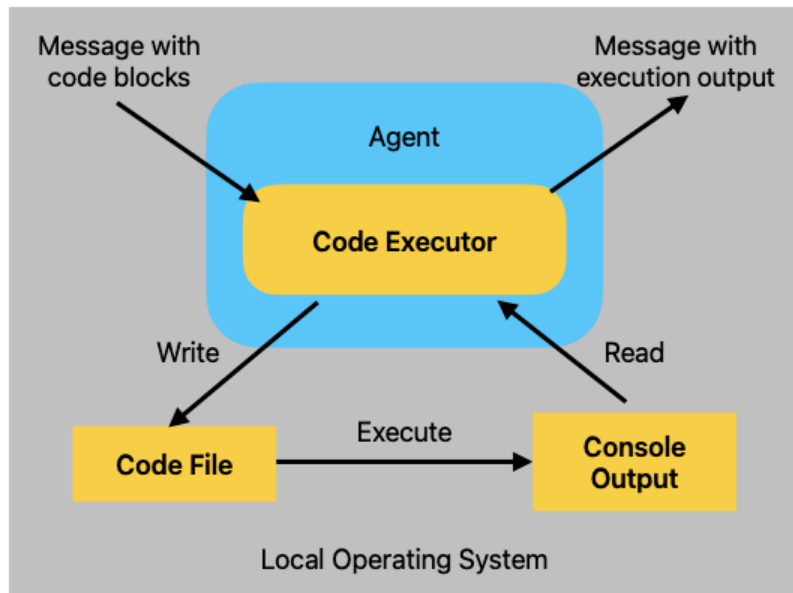 Message with
code blocks
Message with
execution output
Agent
Code Executor
Write
Read
Execute
Code File
Console
Output
Local Operating System